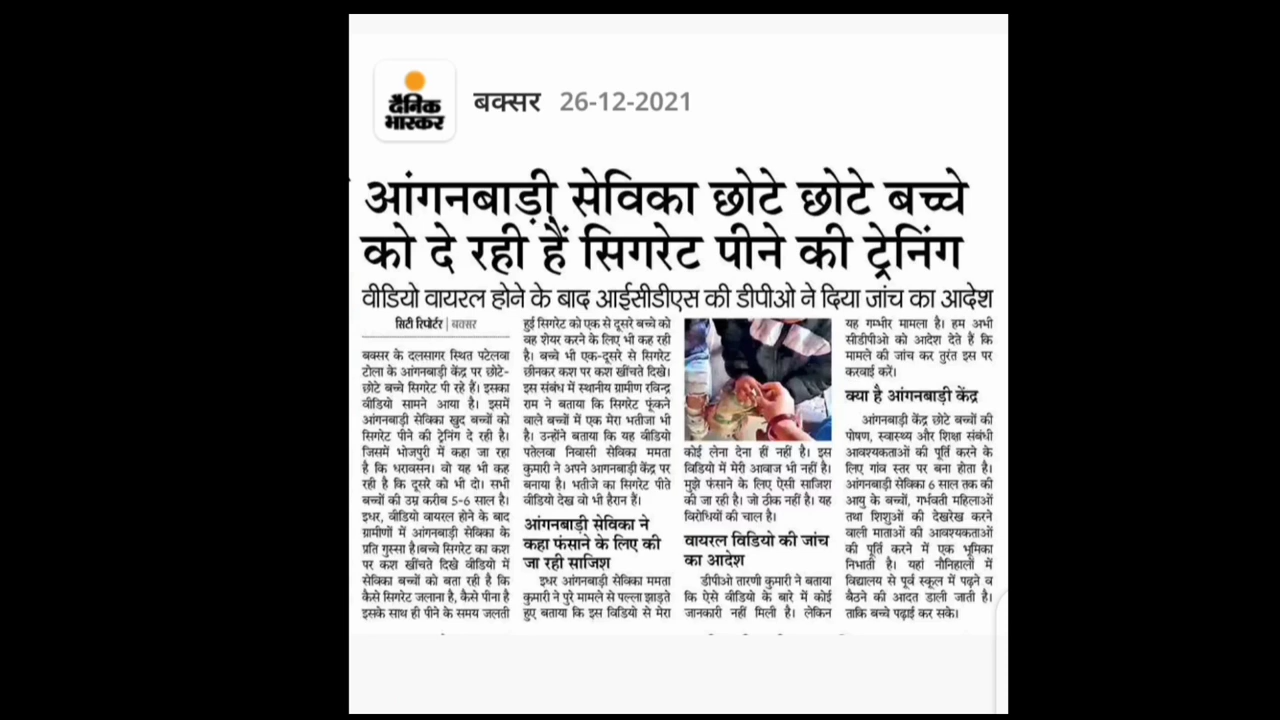 दैनिक
भास्कर
बक्सर 26-12-2021
आंगनबाड़ी सेविका छोटे छोटे बच्चे
को दे रही हैं सिगरेट पीने की ट्रेनिंग
वीडियो वायरल होने के बाद आईसीडीएस की डीपीओ ने दिया जांच का आदेश
सिटी रिपोर्टर | बक्सर
बक्सर के दलसागर स्थित पटेलवा
टोला के आंगनबाड़ी केंद्र पर छोटे-
छोटे बच्चे सिगरेट पी रहे हैं। इसका
वीडियो सामने आया है। इसमें
आंगनबाड़ी सेविका खुद बच्चों को
सिगरेट पीने की ट्रेनिंग दे रही है।
जिसमें भोजपुरी में कहा जा रहा
है कि धरावसन। वो यह भी कह
रही है कि दूसरे को भी दो। सभी
बच्चों की उम्र करीब 5-6 साल है।
इधर, वीडियो वायरल होने के बाद
ग्रामीणों में आंगनबाड़ी सेविका के
प्रति गुस्सा है।बच्चे सिगरेट का कश
पर कश खींचते दिखे वीडियो में
सेविका बच्चों को बता रही है कि
कैसे सिगरेट जलाना है, कैसे पीना है
इसके साथ ही पीने के समय जलती
हुई सिगरेट को एक से दूसरे बच्चे को
वह शेयर करने के लिए भी कह रही
है। बच्चे भी एक-दूसरे से सिगरेट
छीनकर कश पर कश खींचते दिखे।
इस संबंध में स्थानीय ग्रामीण रविन्द्र
राम ने बताया कि सिगरेट फूंकने
वाले बच्चों में एक मेरा भतीजा भी
है। उन्होंने बताया कि यह वीडियो
पतेलवा निवासी सेविका ममता
कुमारी ने अपने आगनबाड़ी केंद्र पर
बनाया है। भतीजे का सिगरेट पीते
वीडियो देख वो भी हैरान हैं।
आंगनबाड़ी सेविका ने
कहा फंसाने के लिए की
जा रही साजिश
इधर आंगनबाड़ी सेविका ममता
कुमारी ने पुरे मामले से पल्ला झाड़ते
हुए बताया कि इस विडियो से मेरा
कोई लेना देना हीं नहीं है। इस
विडियो में मेरी आवाज भी नहीं है।
मुझे फंसाने के लिए ऐसी साजिश
की जा रही है। जो ठीक नहीं है। यह
विरोधियों की चाल है।
वायरल विडियो की जांच
का आदेश
डीपीओ तारणी कुमारी ने बताया
कि ऐसे वीडियो के बारे में कोई
जानकारी नहीं मिली है। लेकिन
यह गम्भीर मामला है। हम अभी
सीडीपीओ को आदेश देते हैं कि
मामले की जांच कर तुरंत इस पर
करवाई करें।
क्या है आंगनबाड़ी केंद्र
आंगनबाड़ी केंद्र छोटे बच्चों की
पोषण, स्वास्थ्य और शिक्षा संबंधी
आवश्यकताओं की पूर्ति करने के
लिए गांव स्तर पर बना होता है।
आंगनबाड़ी सेविका 6 साल तक की
आयु के बच्चों, गर्भवती महिलाओं
तथा शिशुओं की देखरेख करने
वाली माताओं की आवश्यकताओं
की पूर्ति करने में एक भूमिका
निभाती है। यहां नौनिहालों में
विद्यालय से पूर्व स्कूल में पढ़ने व
बैठने की आदत डाली जाती है।
ताकि बच्चे पढ़ाई कर सके।